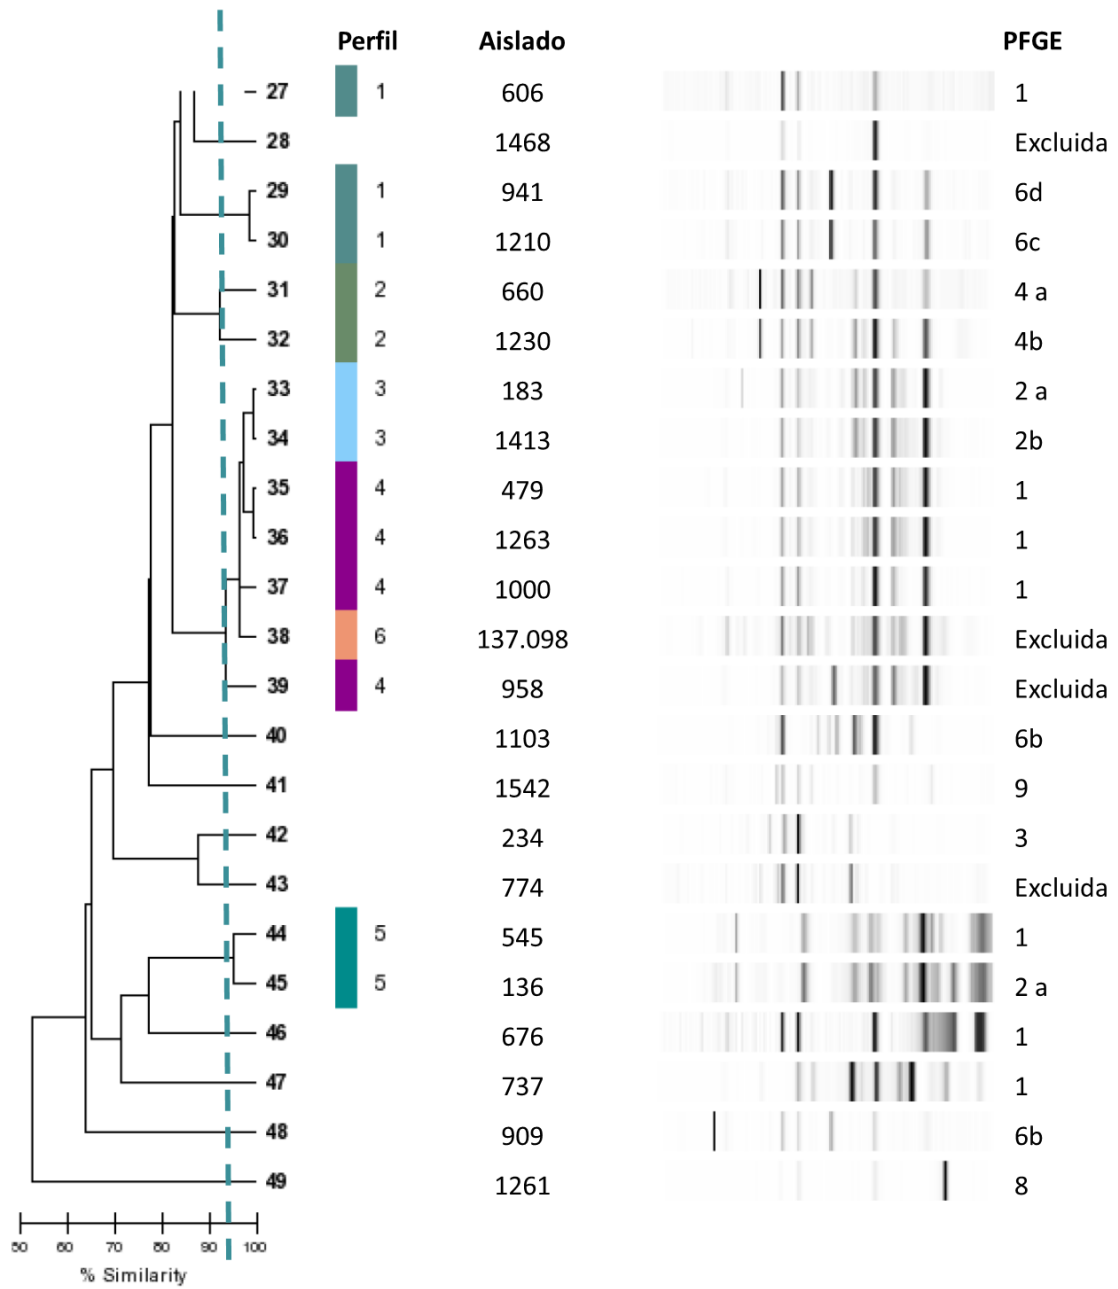 Perfil Aislado PFGE
27 1 606 1
28 1468 Excluida
29 1 941 6d
30 1 1210 6c
31 2 660 4 a
32 2 1230 4b
33 3 183 2 a
34 3 1413 2b
35 4 479 1
36 4 1263 1
37 4 1000 1
38 6 137.098 Excluida
39 4 958 Excluida
40 1103 6b
41 1542 9
42 234 3
43 774 Excluida
44 5 545 1
45 5 136 2 a
46 676 1
47 737 1
48 909 6b
49 1261 8
50 60 70 80 90 100
% Similarity